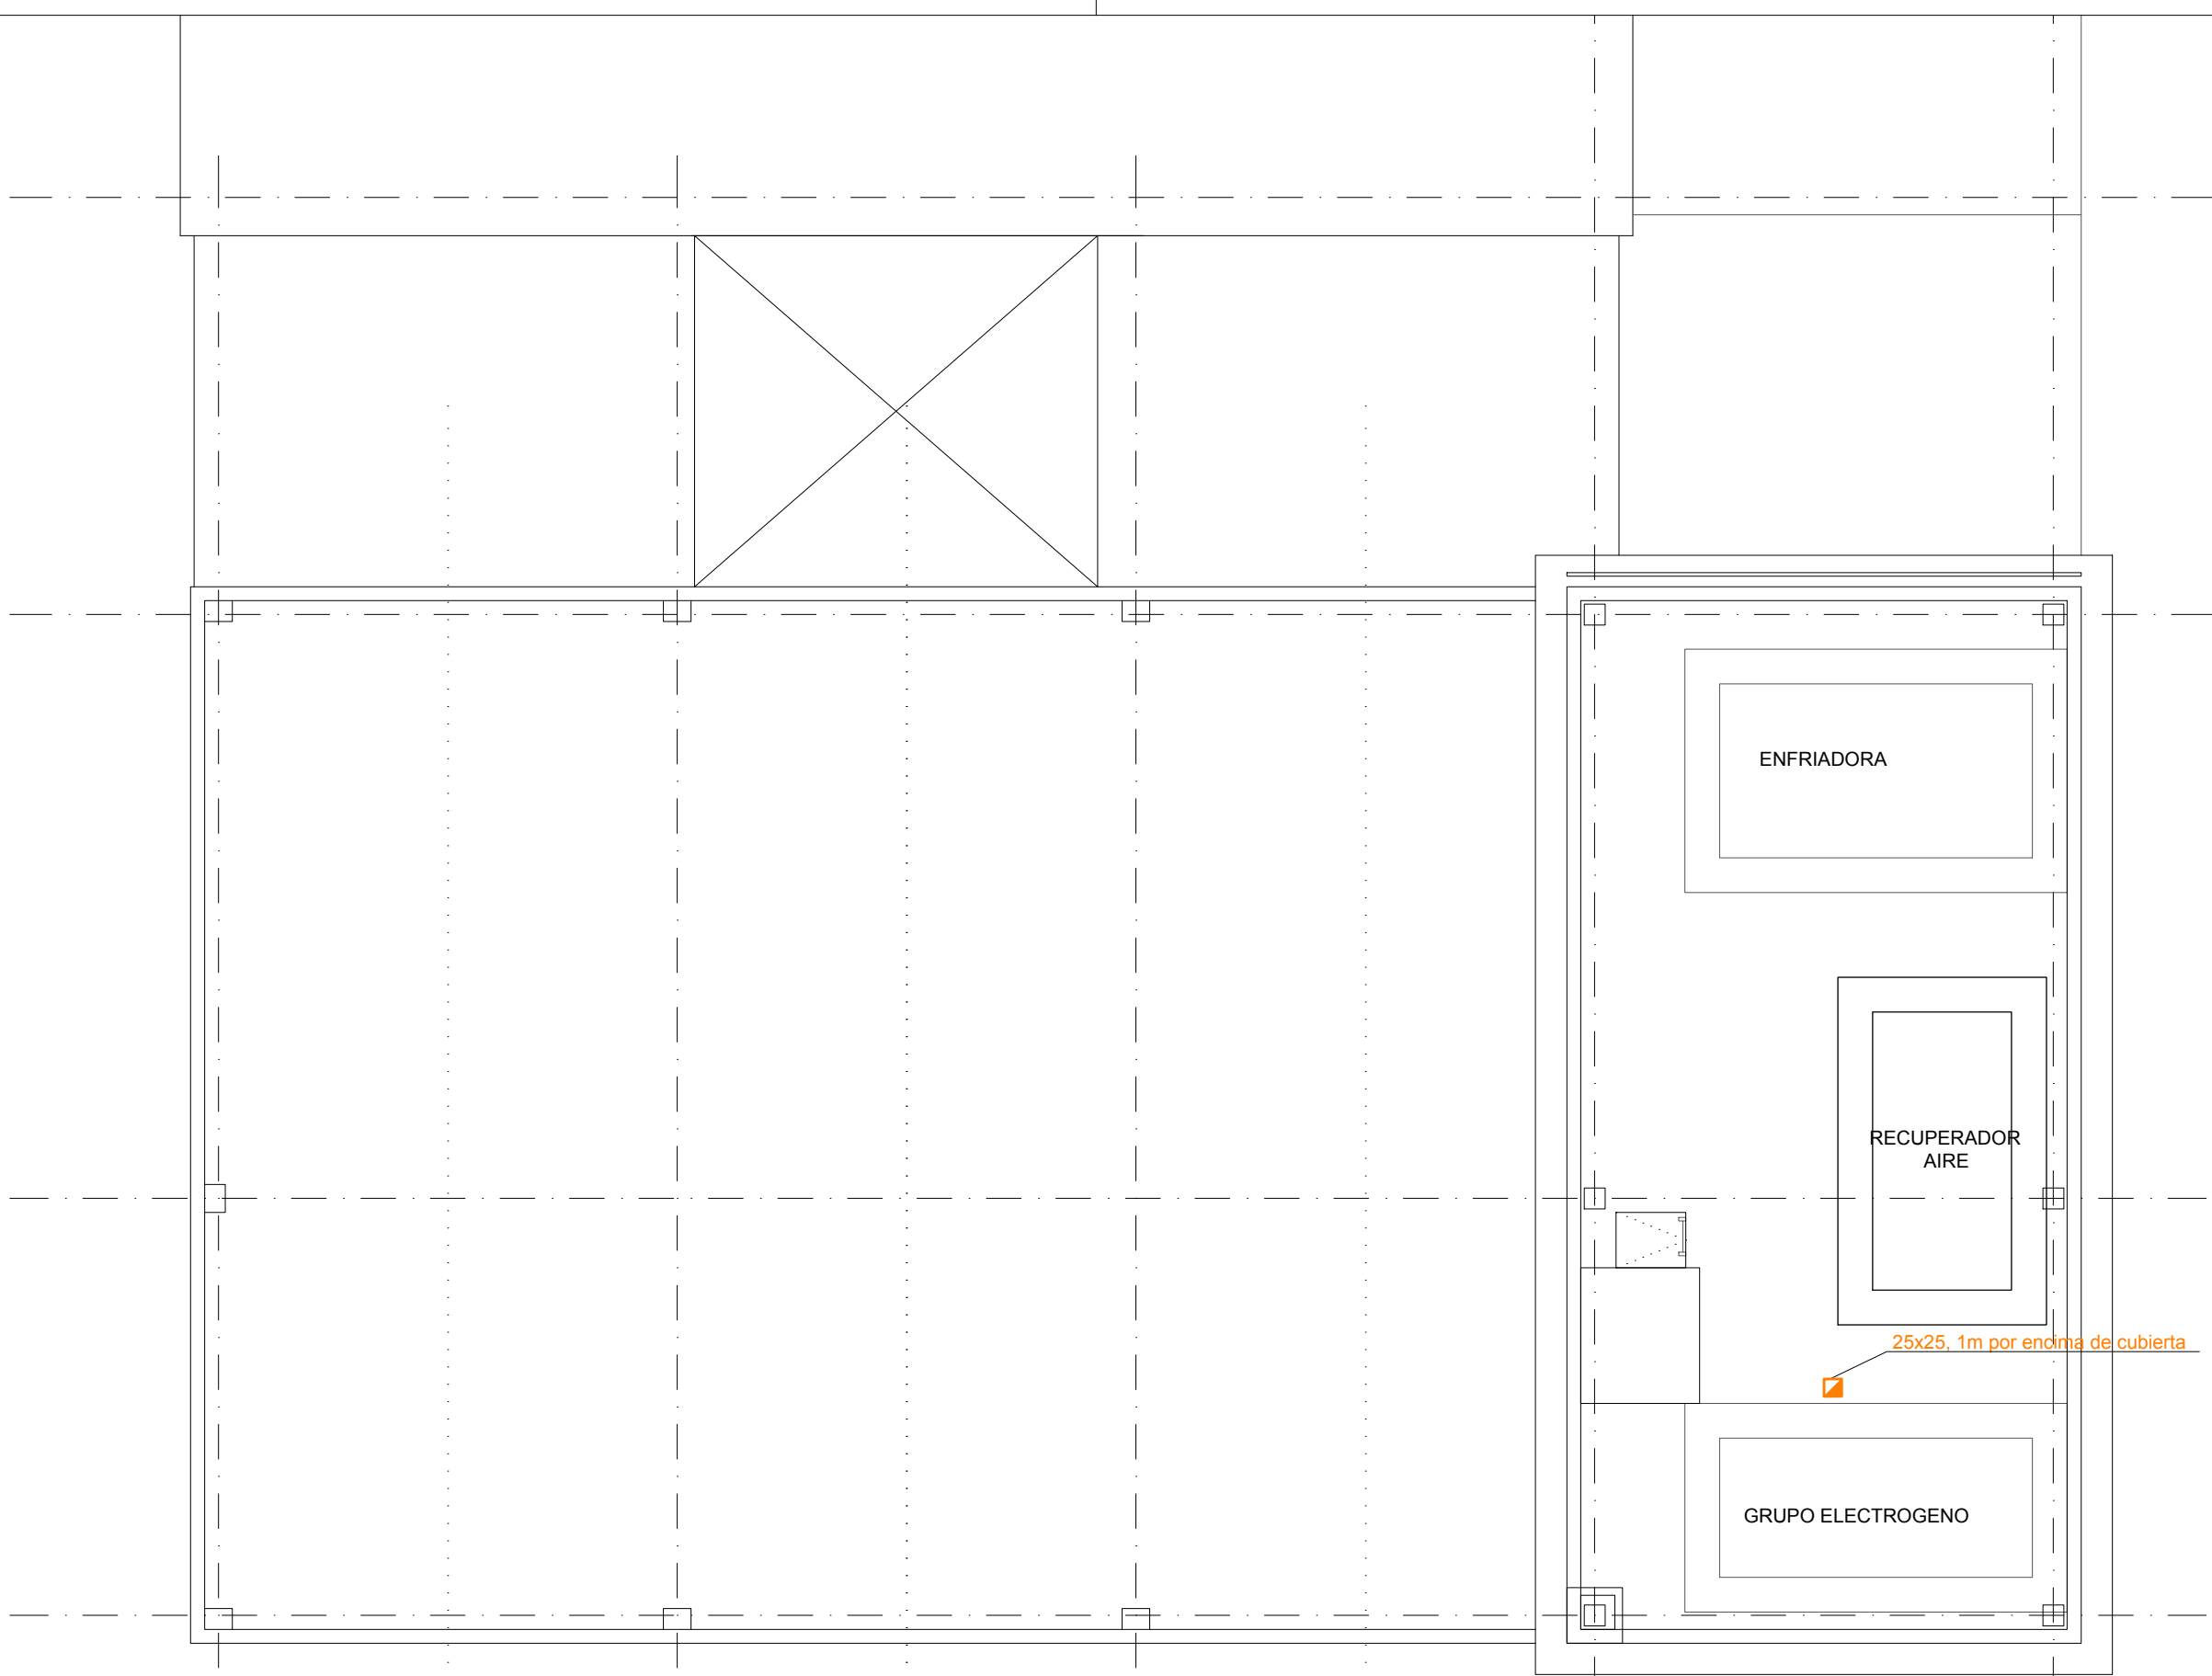 ENFRIADORA
RECUPERADOR
AIRE
25x25, 1m por encima de cubierta
GRUPO ELECTROGENO